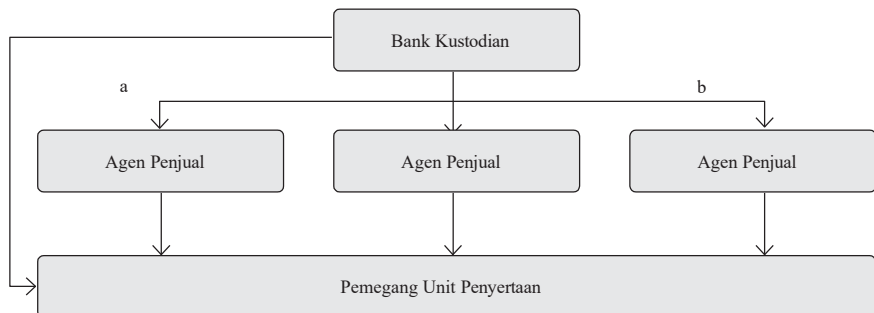 Bank Kustodian
a
b
Agen Penjual
Agen Penjual
Agen Penjual
Pemegang Unit Penyertaan